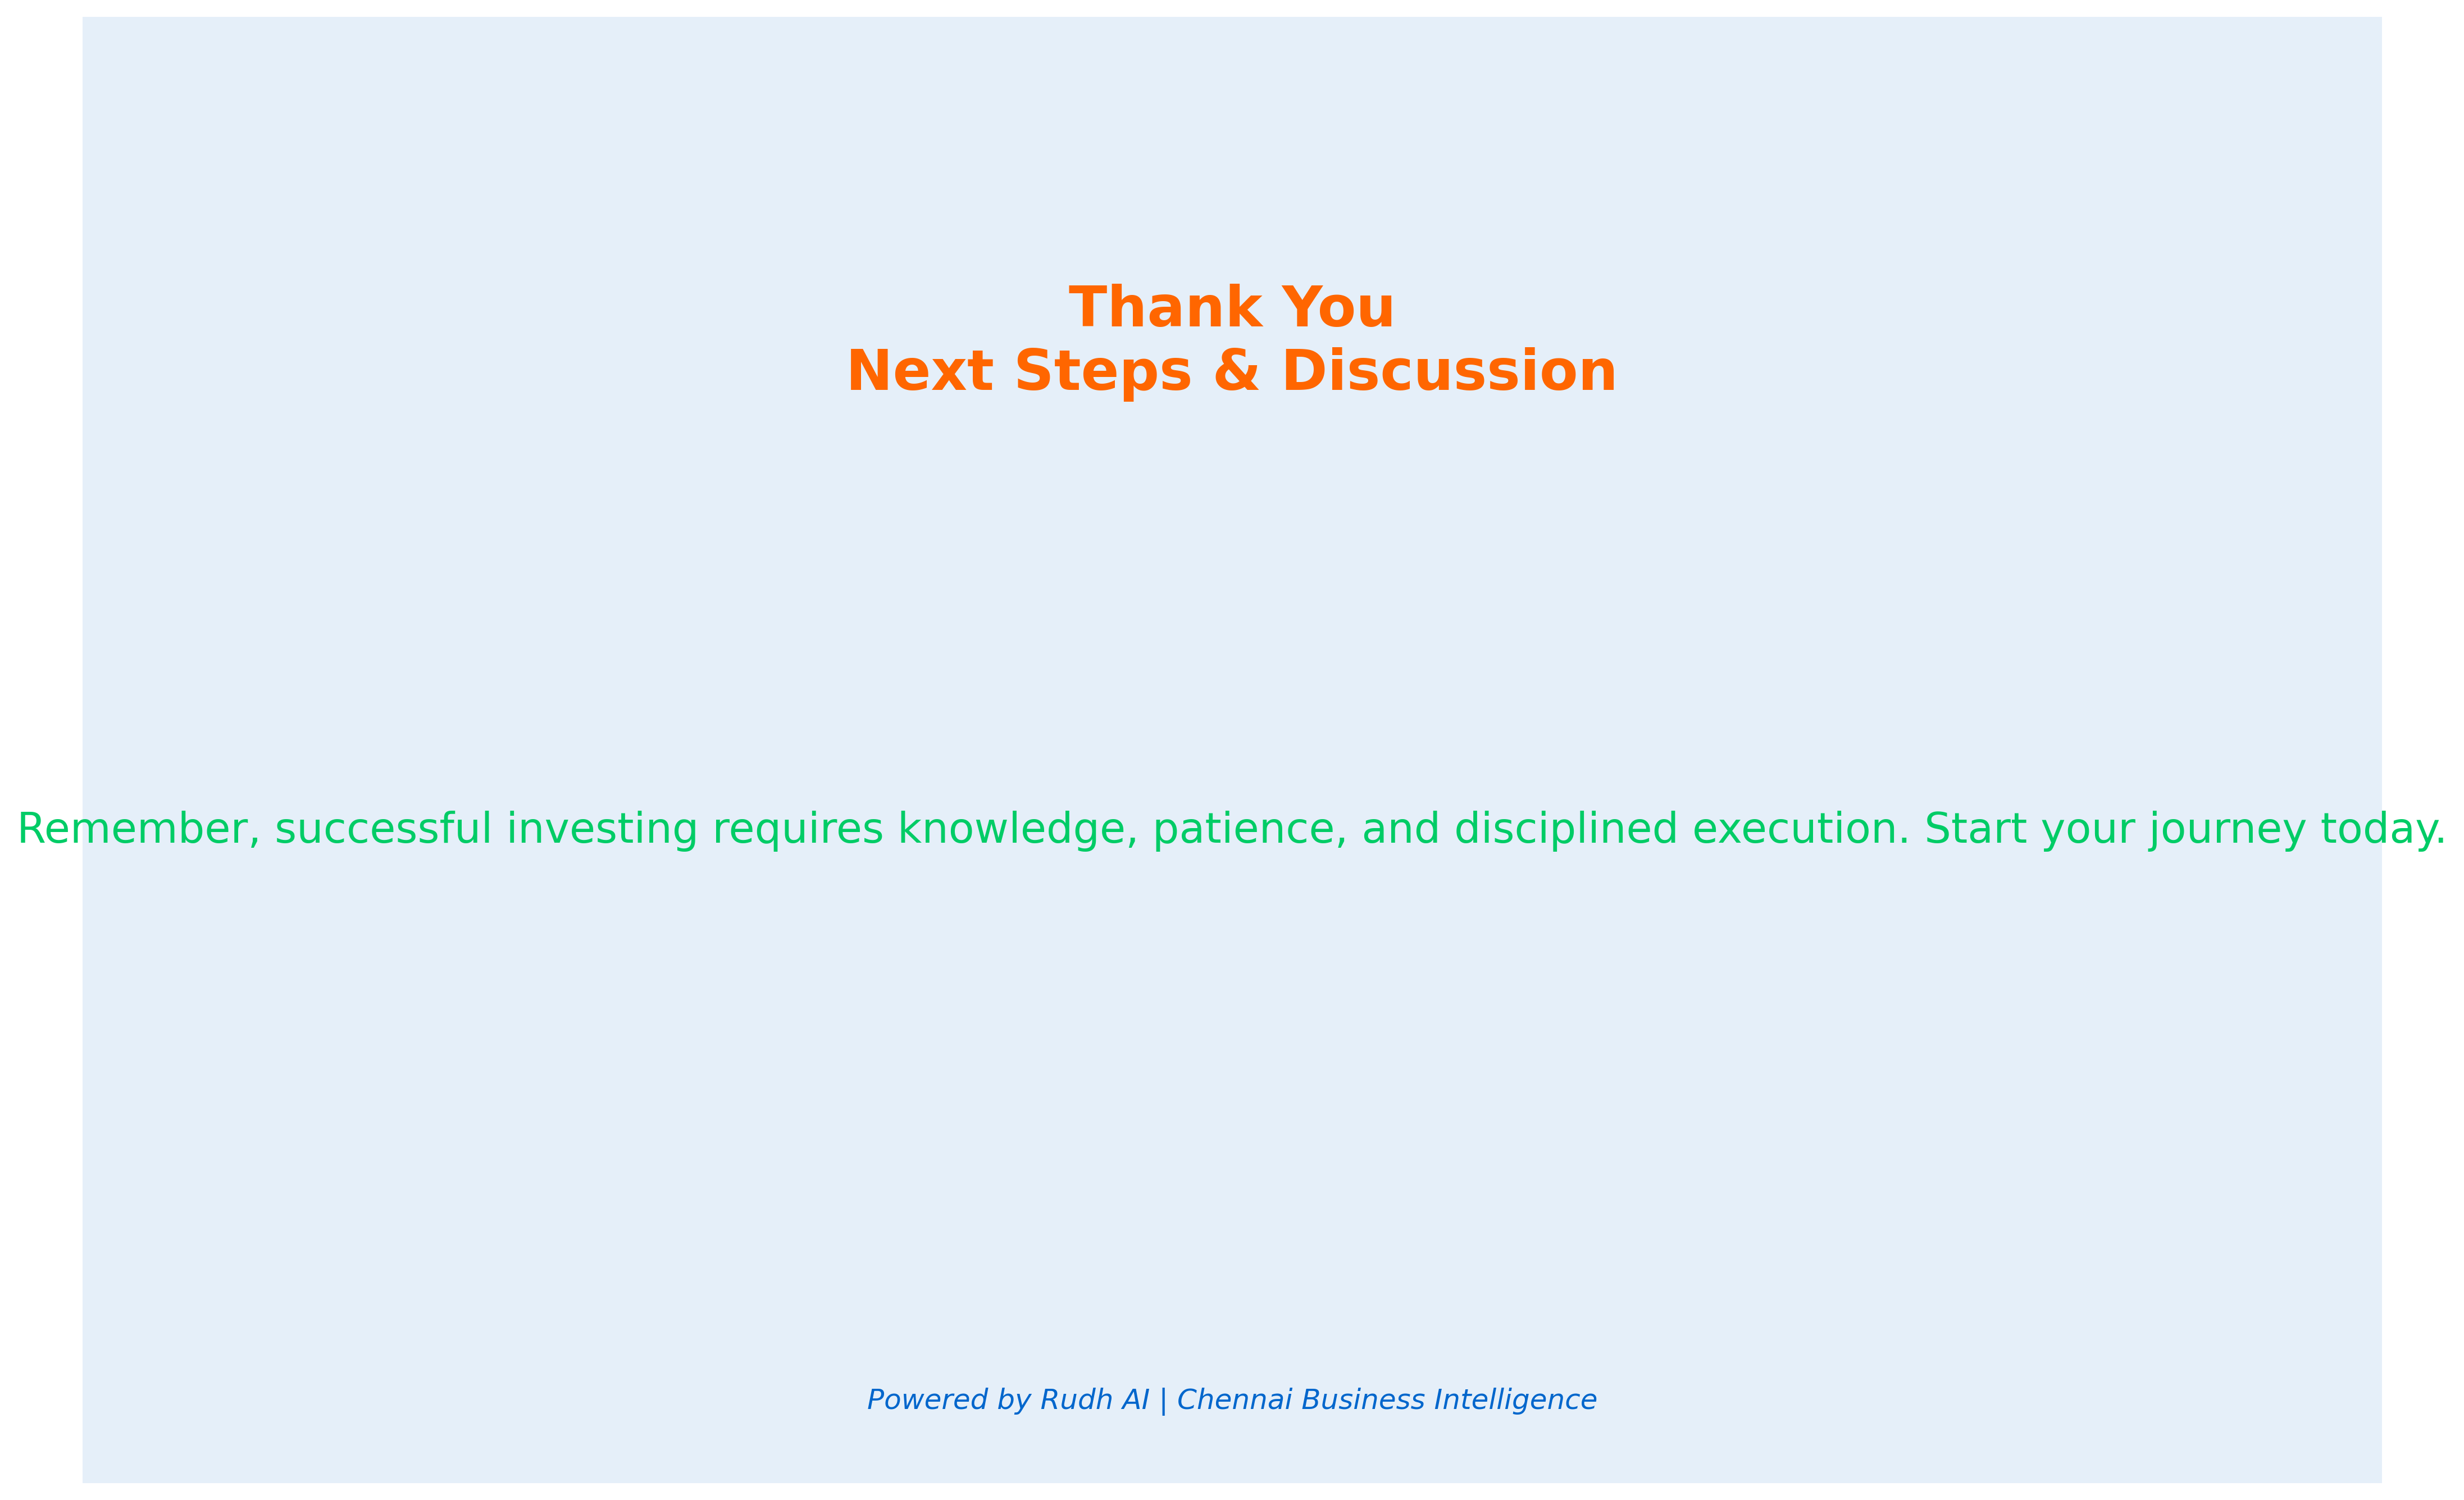 Thank You
Next Steps & Discussion
Remember, successful investing requires knowledge, patience, and disciplined execution. Start your journey today.
Powered by Rudh AI | Chennai Business Intelligence